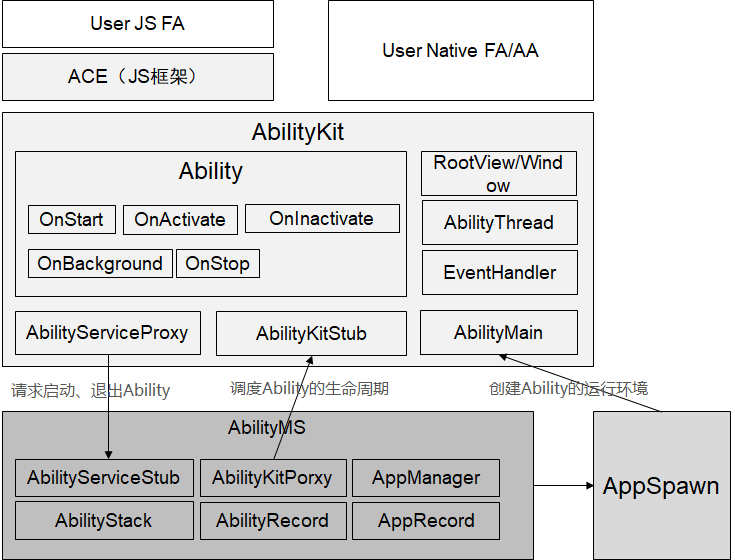 User JS FA
User Native FA/AA
ACE（JS框架）
AbilityKit
Ability
OnStart
OnActivate
OnInactivate
OnBackground
OnStop
RootView/Wind
ow
AbilityThread
EventHandler
AbilityServiceProxy
AbilityKitStub
AbilityMain
请求启动、退出Ability
调度Ability的生命周期
创建Ability的运行环境
AbilityMS
AbilityServiceStub
AbilityKitPorxy
AppManager
AbilityStack
AbilityRecord
AppRecord
AppSpawn